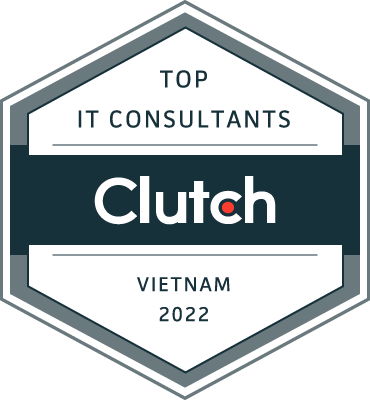 TOP
IT CONSULTANTS
Clutch
VIETNAM
2022